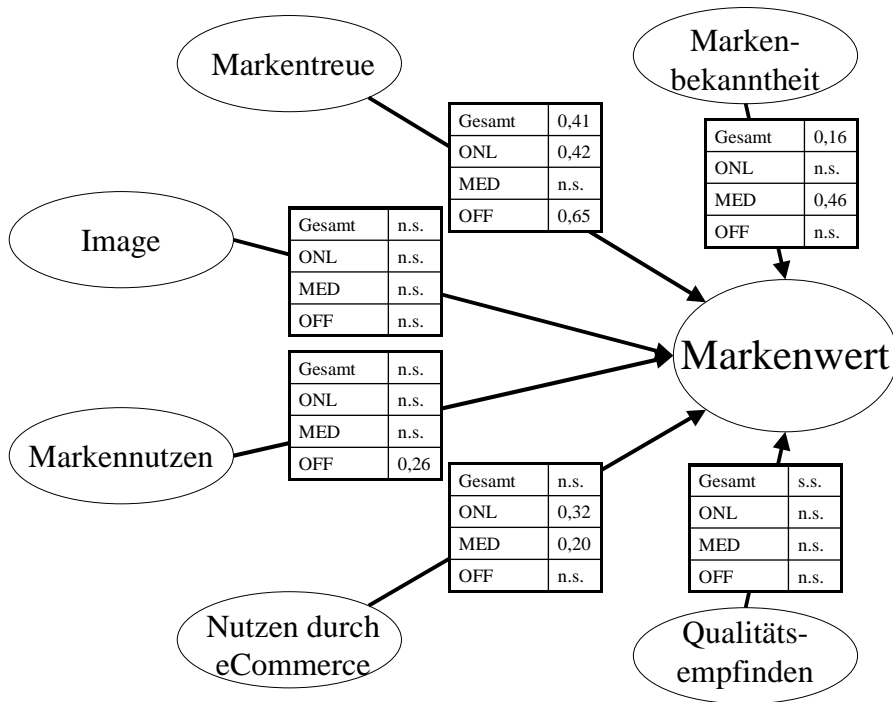 Markentreue
Gesamt 0,41
ONL 0,42
MED n.s.
OFF 0,65
Marken-
bekanntheit
Gesamt 0,16
ONL n.s.
MED 0,46
OFF n.s.
Image
Gesamt n.s.
ONL n.s.
MED n.s.
OFF n.s.
Markenwert
Markennutzen
Gesamt n.s.
ONL n.s.
MED n.s.
OFF 0,26
Nutzen durch
eCommerce
Gesamt n.s.
ONL 0,32
MED 0,20
OFF n.s.
Gesamt s.s.
ONL n.s.
MED n.s.
OFF n.s.
Qualitäts-
empfinden